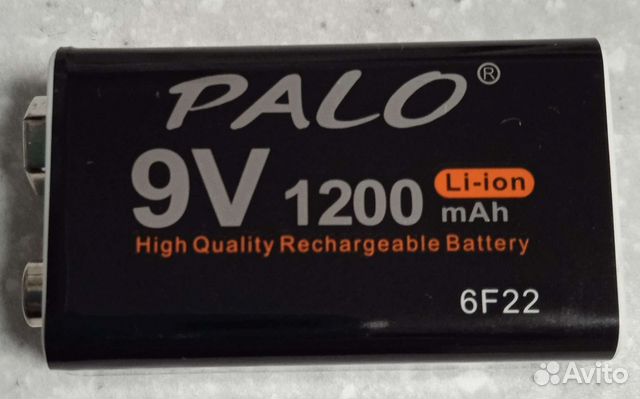 PALO®
9V 1200 mAh Li-ion
High Quality Rechargeable Battery
6F22
Avito